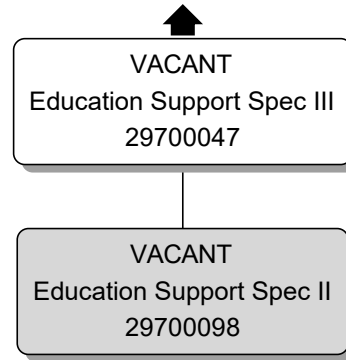 VACANT
Education Support Spec III
29700047
VACANT
Education Support Spec II
29700098